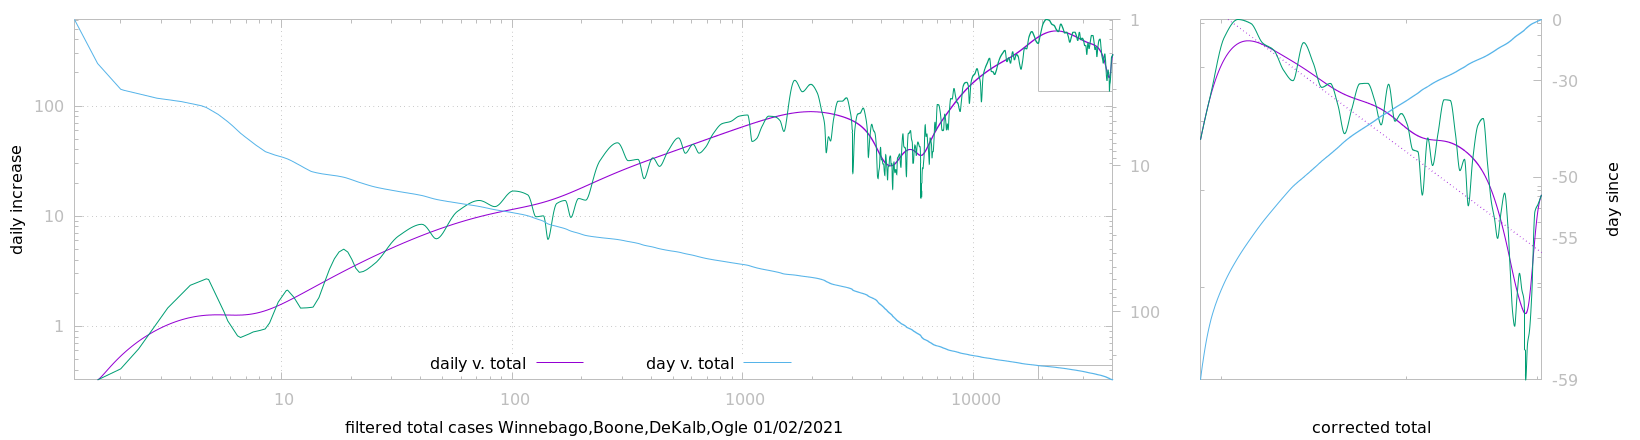 daily increase
100
10
1
10
100
1000
10000
1
10
100
daily v. total
day v. total
filtered total cases Winnebago,Boone,DeKalb,Ogle 01/02/2021
0
-30
-50
-55
-59
day since
corrected total